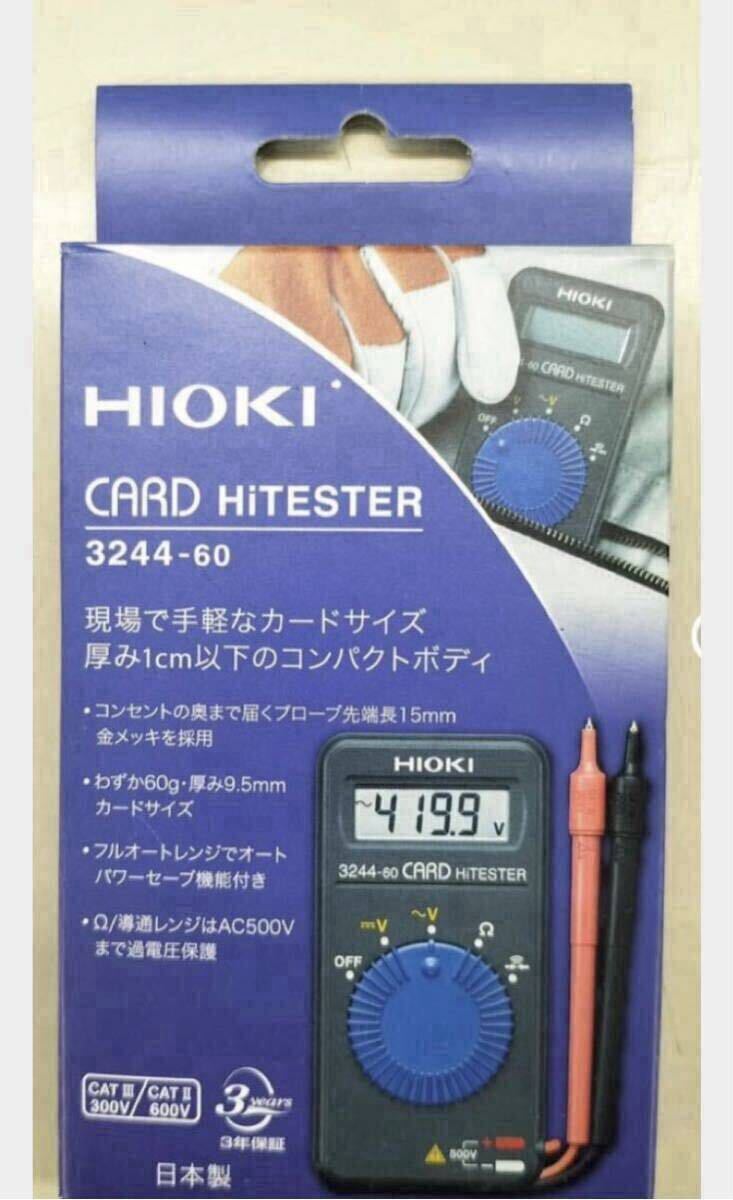 HIOKI
HIOKI
-60 CARD HiTESTER
OFF
V
~V
Ω
CARD HiTESTER
3244-60
現場で手軽なカードサイズ
厚み1cm以下のコンパクトボディ
・コンセントの奥まで届くプローブ先端長15mm
金メッキを採用
・わずか60g・厚み9.5mm
カードサイズ
・フルオートレンジでオート
パワーセーブ機能付き
・Ω/導通レンジはAC500V
まで過電圧保護
HIOKI
~419.9 V
3244-60 CARD HiTESTER
OFF
⎓V
~V
Ω
CAT III 300V / CAT II 600V
3 years
3年保証
日本製
+
500V
-